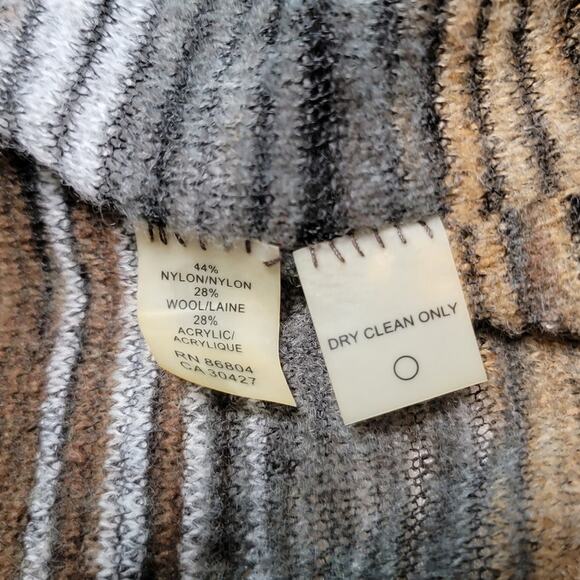 44%
NYLON/NYLON
28%
WOOL/LAINE
28%
ACRYLIC/
ACRYLIQUE
RN 86804
CA 30427
DRY CLEAN ONLY